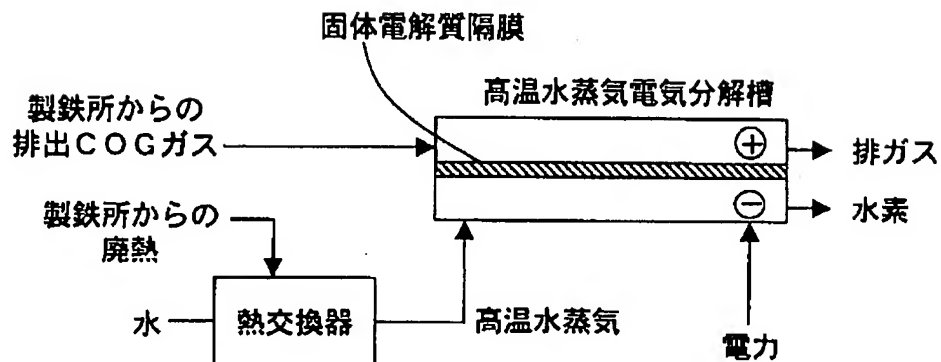 固体電解質隔膜
高温水蒸気電気分解槽
製鉄所からの
排出COGガス
⊕
排ガス
⊖
水素
製鉄所からの
廃熱
水
熱交換器
高温水蒸気
電力